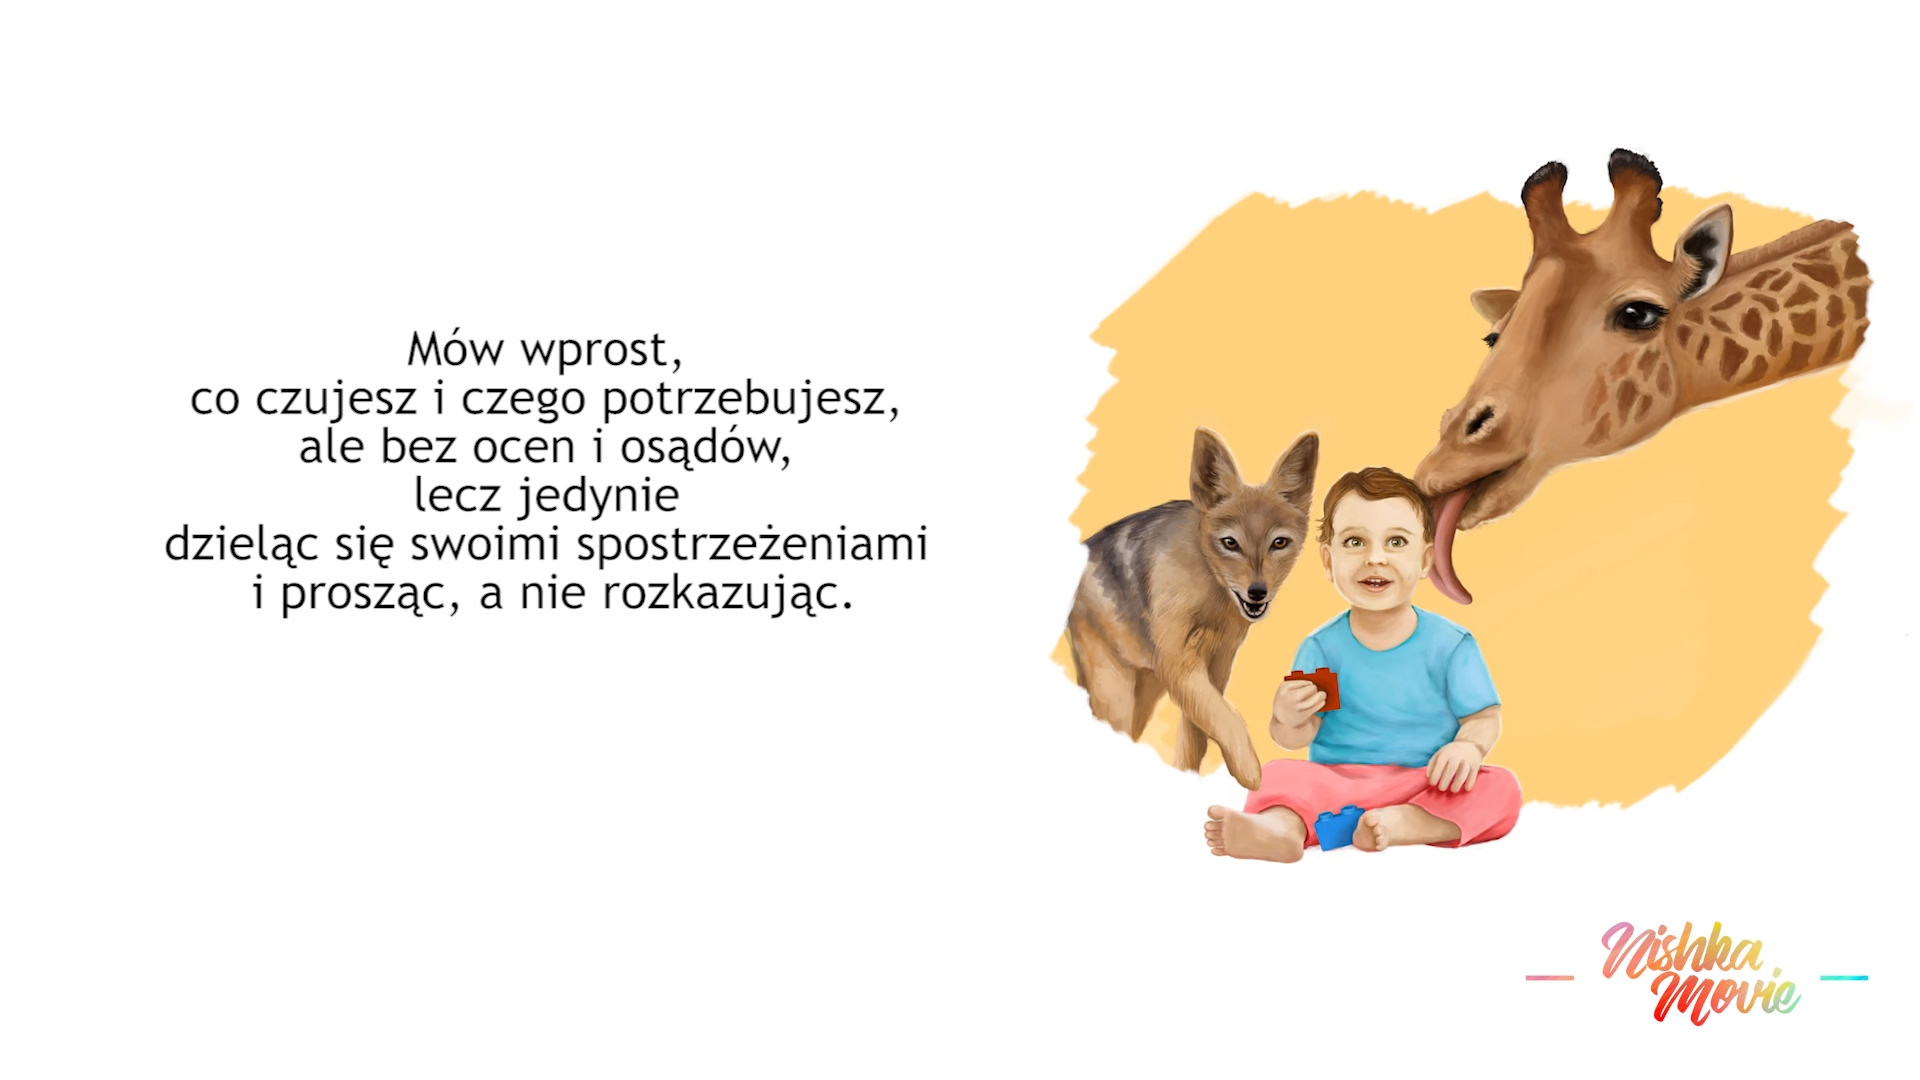 Mów wprost,
co czujesz i czego potrzebujesz,
ale bez ocen i osądów,
lecz jedynie
dzieląc się swoimi spostrzeżeniami
i prosząc, a nie rozkazując.
Nishka
Movie